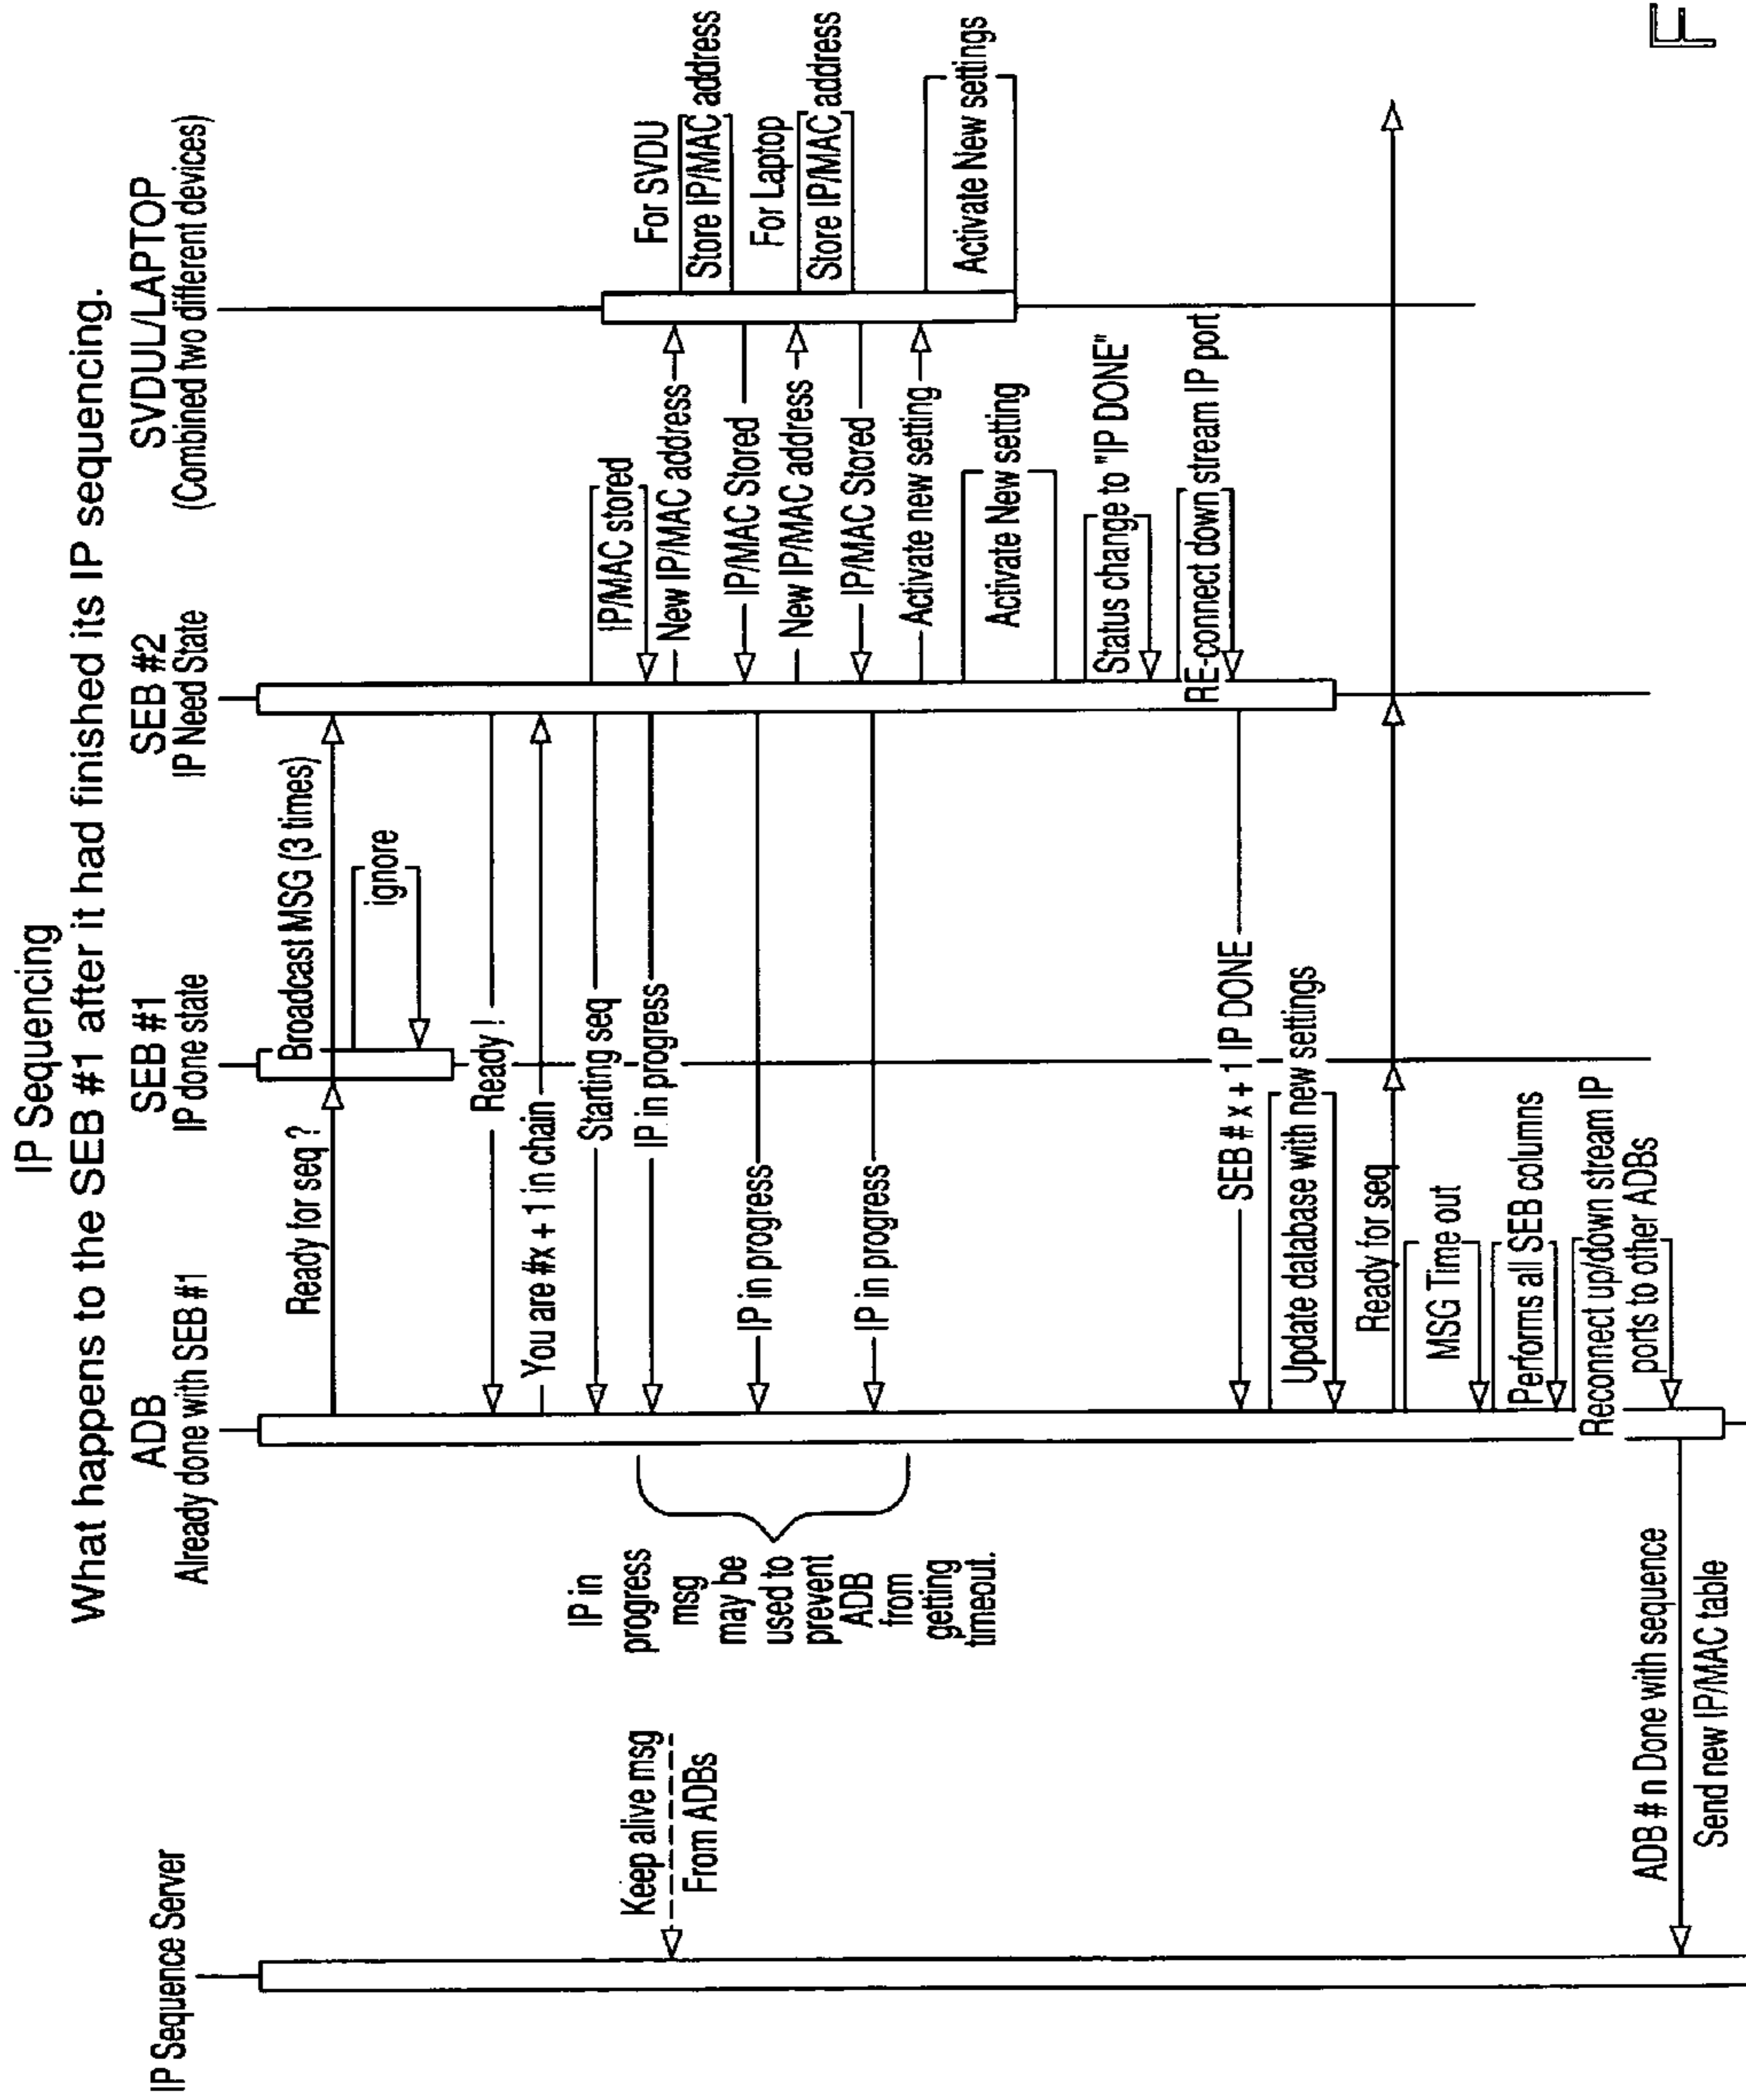 IP Sequencing
What happens to the SEB #1 after it had finished its IP sequencing.
IP Sequence Server
ADB
Already done with SEB #1
SEB #1
IP done state
SEB #2
IP Need State
SVDUL/LAPTOP
(Combined two different devices)
Ready for seq ?
Broadcast MSG (3 times)
ignore
Ready !
You are #x + 1 in chain
Starting seq
IP/MAC stored
IP in progress
New IP/MAC address
For SVDU
Store IP/MAC address
Keep alive msg
From ADBs
IP in
progress
msg
may be
used to
prevent
ADB
from
getting
timeout.
IP in progress
IP/MAC Stored
New IP/MAC address
For Laptop
Store IP/MAC address
IP in progress
IP/MAC Stored
Activate new setting
Activate New settings
Activate New setting
Status change to "IP DONE"
RE-connect down stream IP port
SEB # x + 1 IP DONE
Update database with new settings
Ready for seq
MSG Time out
Performs all SEB columns
Reconnect up/down stream IP
ports to other ADBs
ADB # n Done with sequence
Send new IP/MAC table
F